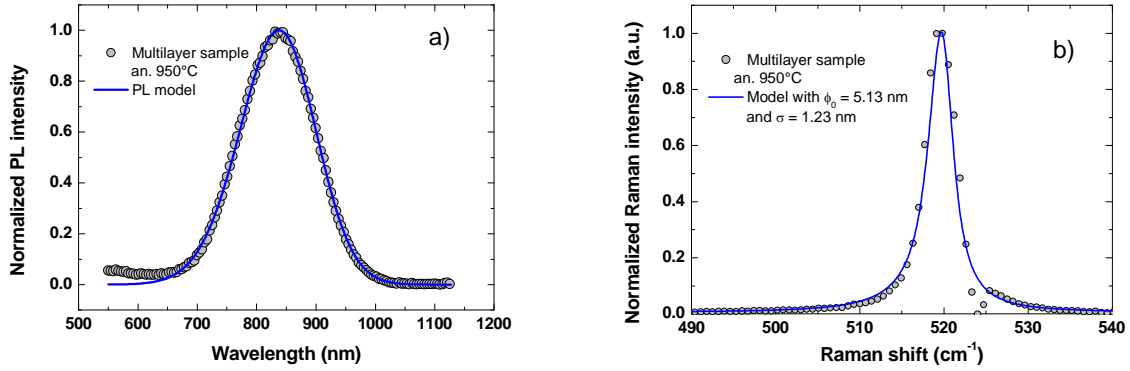 a)
Multilayer sample
an. 950°C
PL model
Normalized PL intensity
1.0
0.8
0.6
0.4
0.2
0.0
500 600 700 800 900 1000 1100 1200
Wavelength (nm)
b)
Multilayer sample
an. 950°C
Model with ϕ₀ = 5.13 nm
and σ = 1.23 nm
Normalized Raman intensity (a.u.)
1.0
0.8
0.6
0.4
0.2
0.0
490 500 510 520 530 540
Raman shift (cm⁻¹)